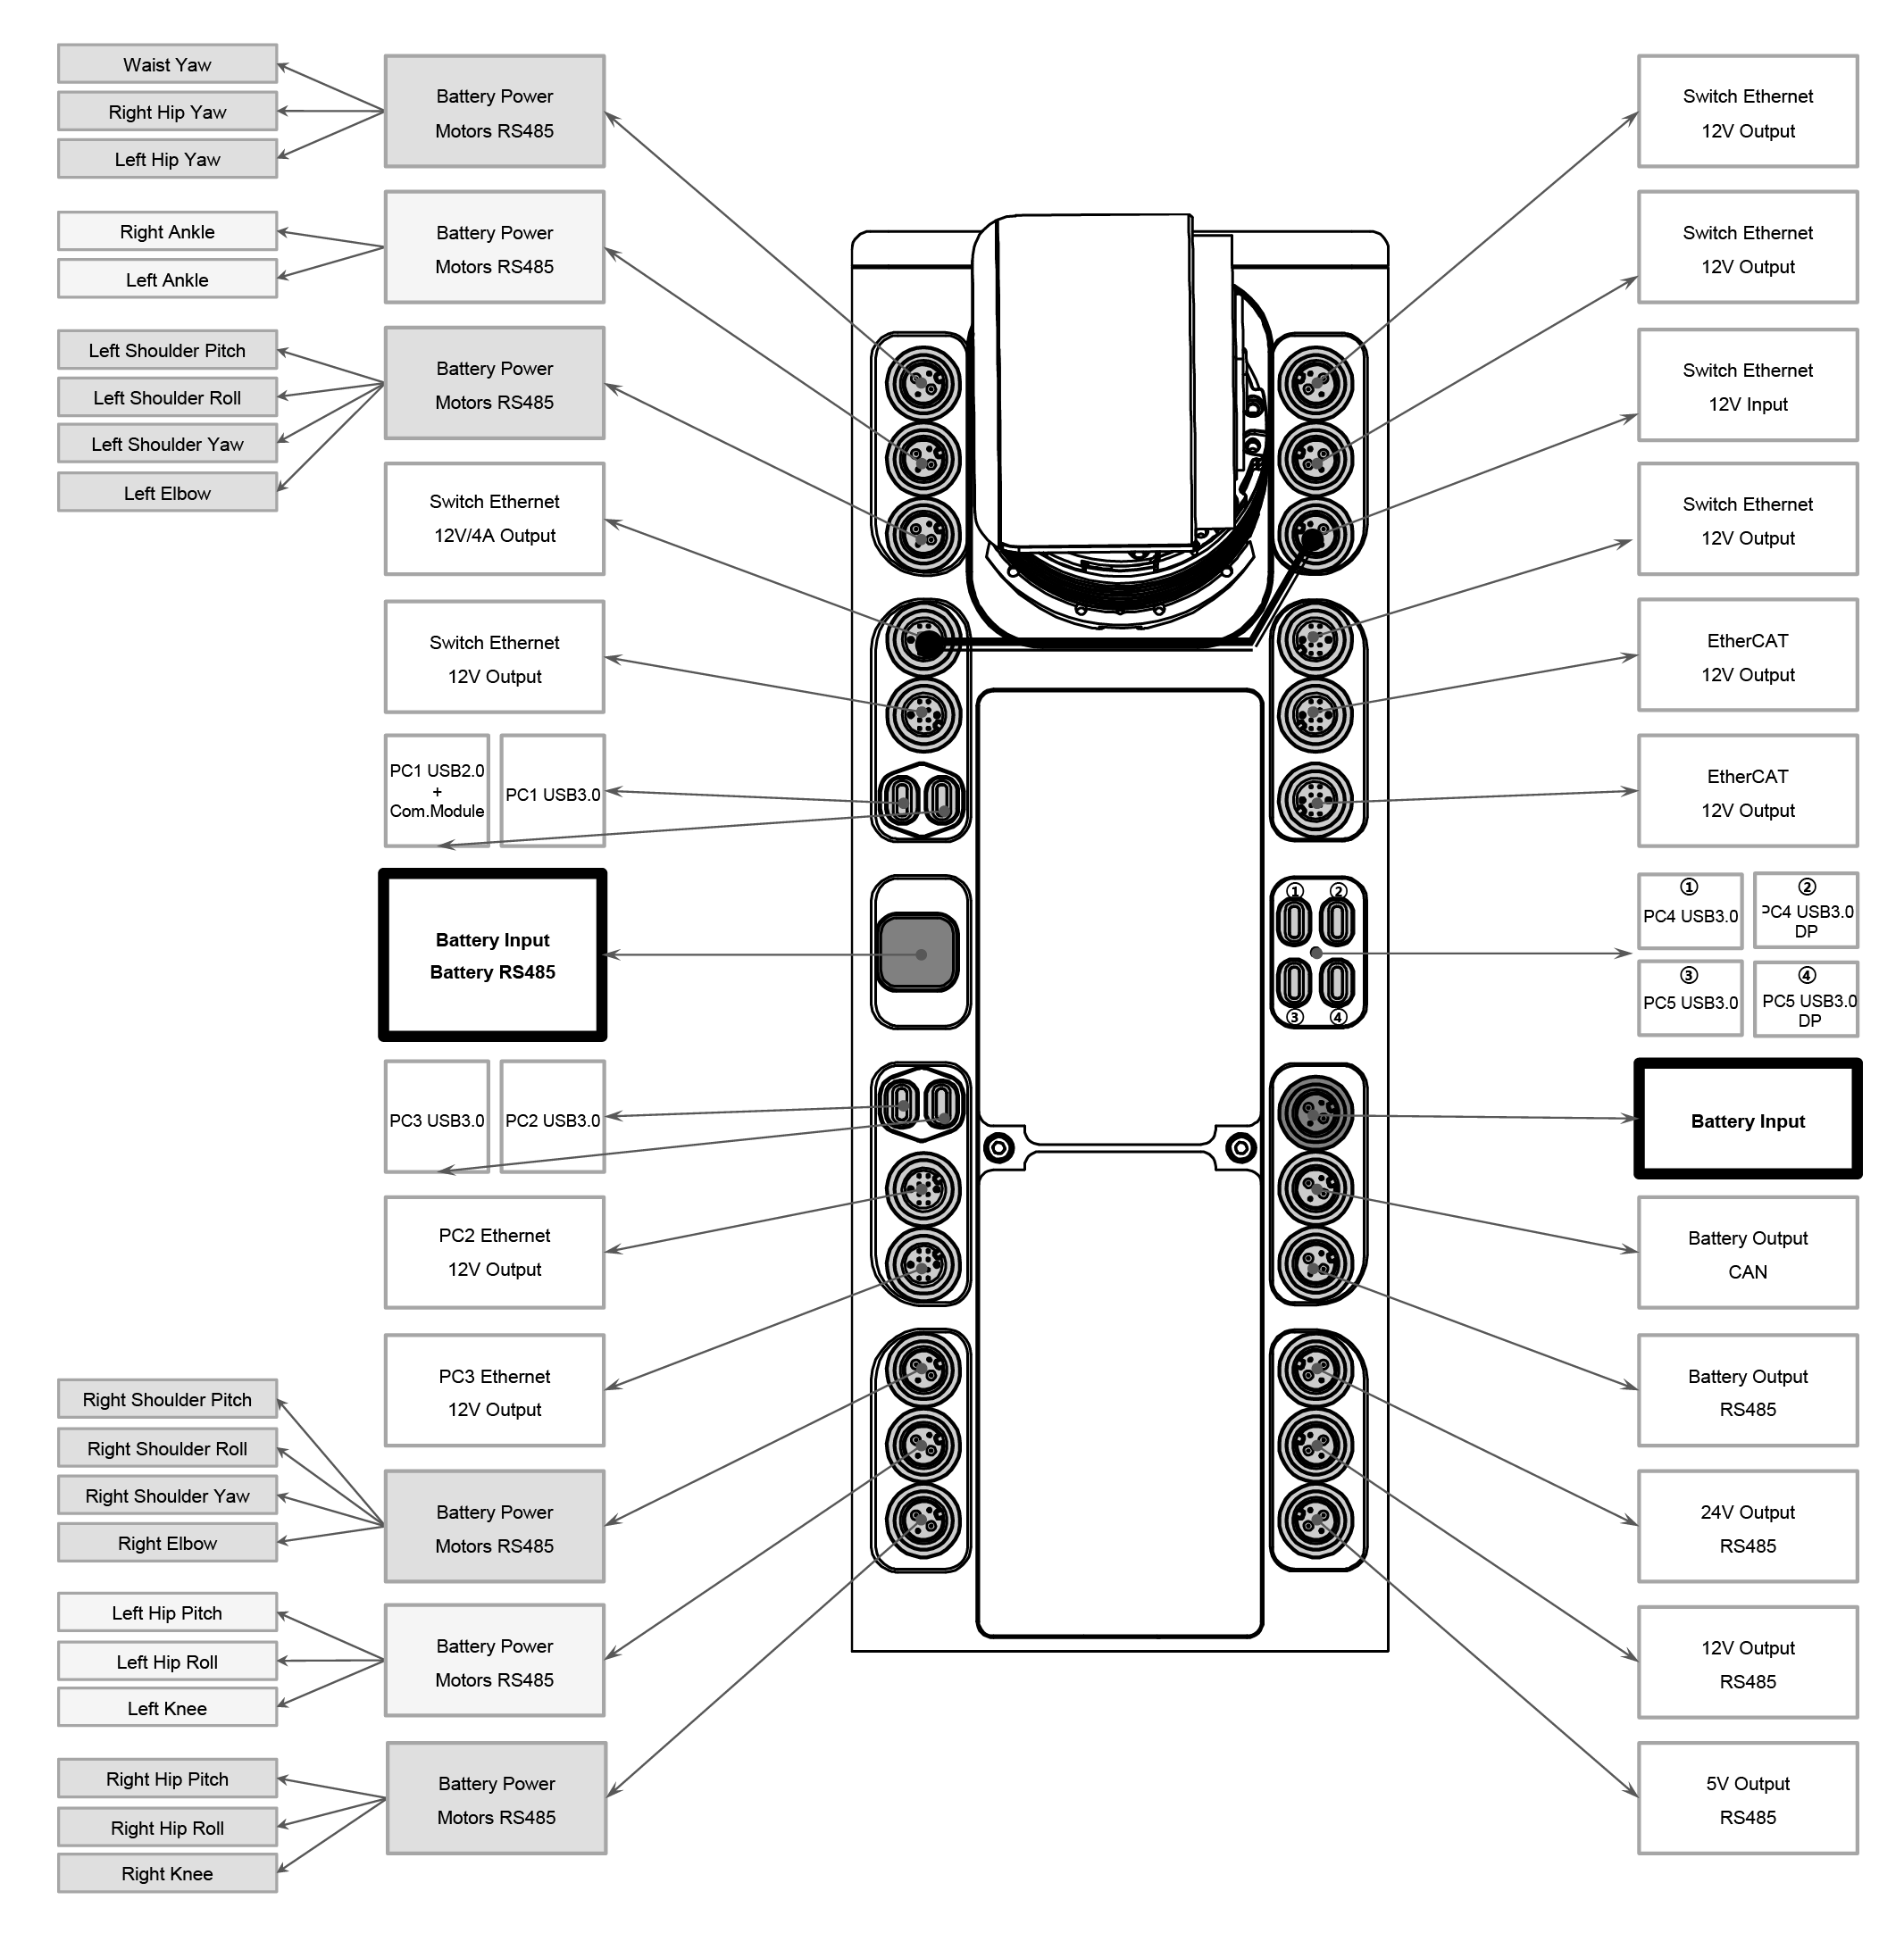 Waist Yaw
Right Hip Yaw
Left Hip Yaw
Battery Power
Motors RS485
Right Ankle
Left Ankle
Battery Power
Motors RS485
Left Shoulder Pitch
Left Shoulder Roll
Left Shoulder Yaw
Left Elbow
Battery Power
Motors RS485
Switch Ethernet
12V/4A Output
Switch Ethernet
12V Output
PC1 USB2.0
+
Com.Module
PC1 USB3.0
Battery Input
Battery RS485
PC3 USB3.0
PC2 USB3.0
PC2 Ethernet
12V Output
PC3 Ethernet
12V Output
Right Shoulder Pitch
Right Shoulder Roll
Right Shoulder Yaw
Right Elbow
Battery Power
Motors RS485
Left Hip Pitch
Left Hip Roll
Left Knee
Battery Power
Motors RS485
Right Hip Pitch
Right Hip Roll
Right Knee
Battery Power
Motors RS485
① ②
③ ④
Switch Ethernet
12V Output
Switch Ethernet
12V Output
Switch Ethernet
12V Input
Switch Ethernet
12V Output
EtherCAT
12V Output
EtherCAT
12V Output
①
PC4 USB3.0
②
PC4 USB3.0
DP
③
PC5 USB3.0
④
PC5 USB3.0
DP
Battery Input
Battery Output
CAN
Battery Output
RS485
24V Output
RS485
12V Output
RS485
5V Output
RS485